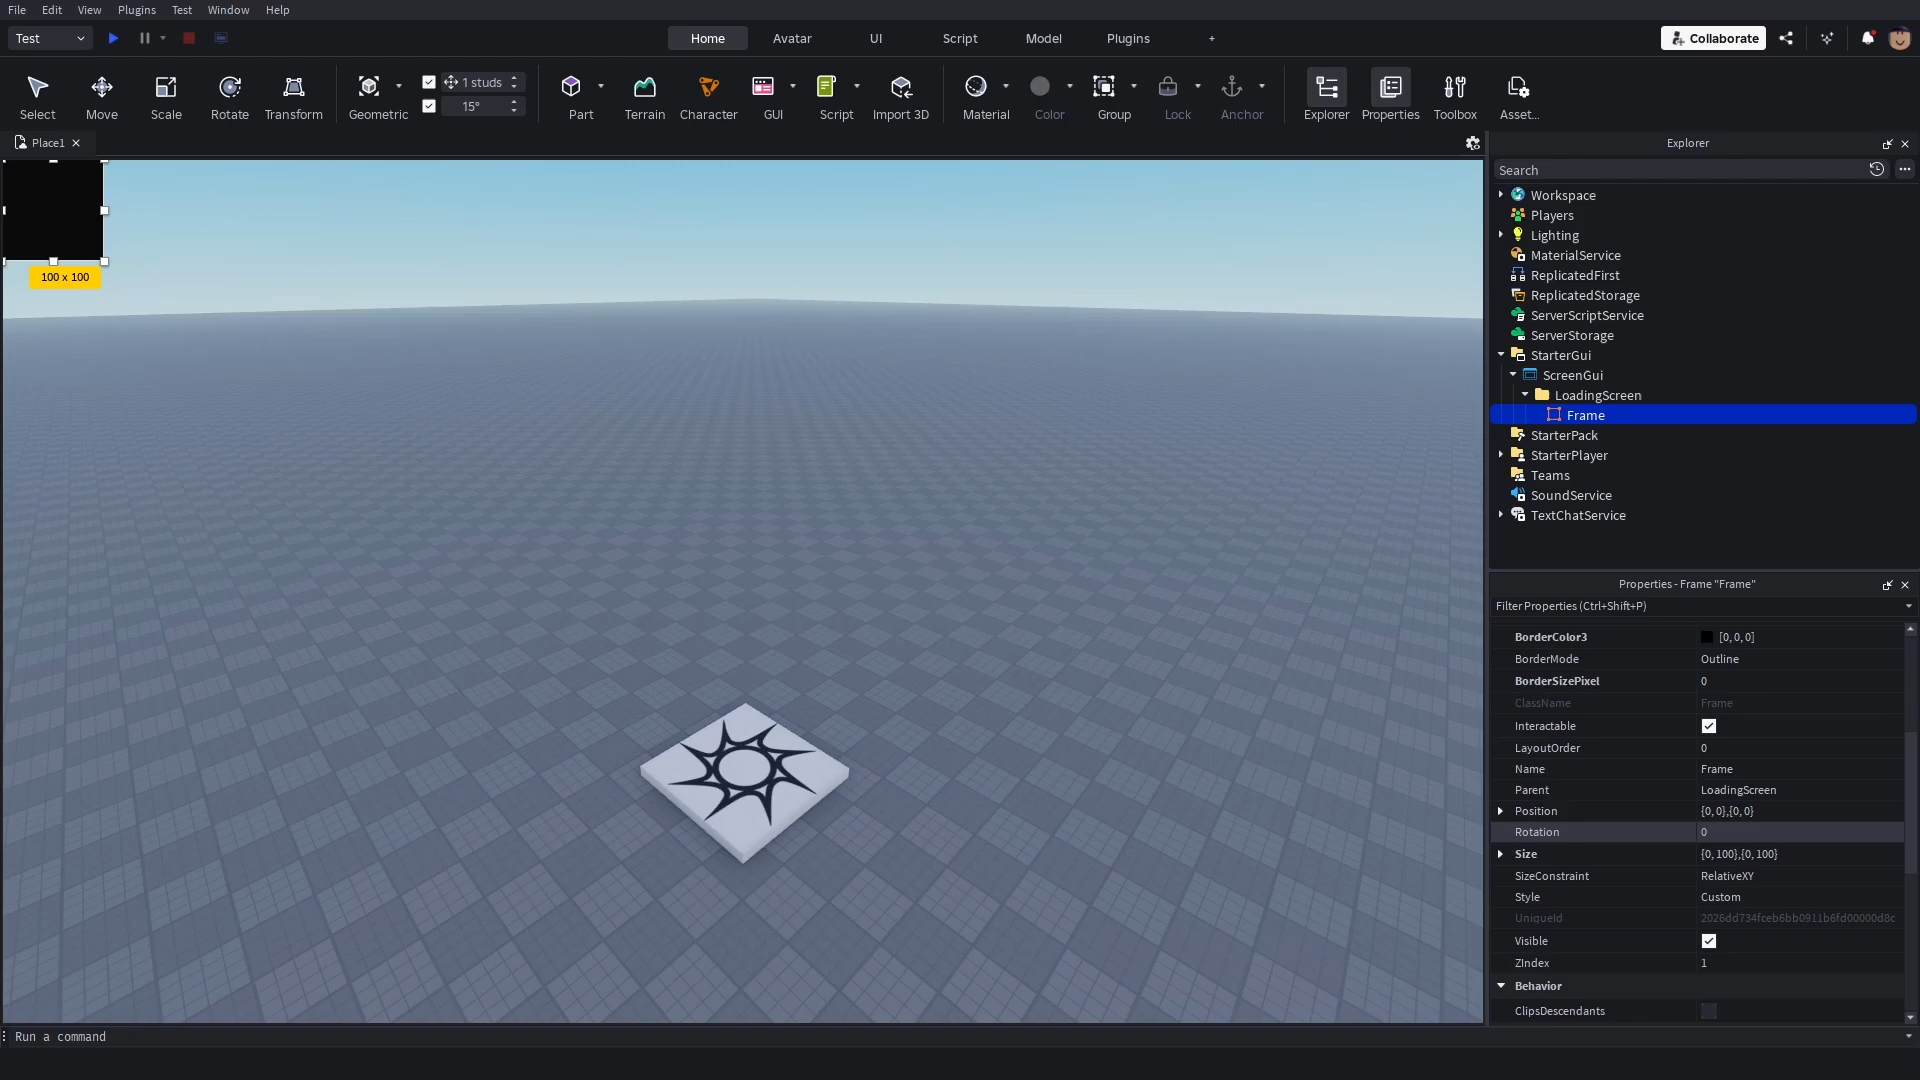 File Edit View Plugins Test Window Help
Test Home Avatar UI Script Model Plugins + Collaborate
1 studs
15°
Select Move Scale Rotate Transform Geometric Part Terrain Character GUI Script Import 3D Material Color Group Lock Anchor Explorer Properties Toolbox Asset...
Place1
100 x 100
Explorer
Search
Workspace
Players
Lighting
MaterialService
ReplicatedFirst
ReplicatedStorage
ServerScriptService
ServerStorage
StarterGui
ScreenGui
LoadingScreen
Frame
StarterPack
StarterPlayer
Teams
SoundService
TextChatService
Properties - Frame "Frame"
Filter Properties (Ctrl+Shift+P)
BorderColor3 [0, 0, 0]
BorderMode Outline
BorderSizePixel 0
ClassName Frame
Interactable
LayoutOrder 0
Name Frame
Parent LoadingScreen
Position {0, 0},{0, 0}
Rotation 0
Size {0, 100},{0, 100}
SizeConstraint RelativeXY
Style Custom
UniqueId 2026dd734fceb6bb0911b6fd00000d8c
Visible
ZIndex 1
Behavior
ClipsDescendants
Run a command